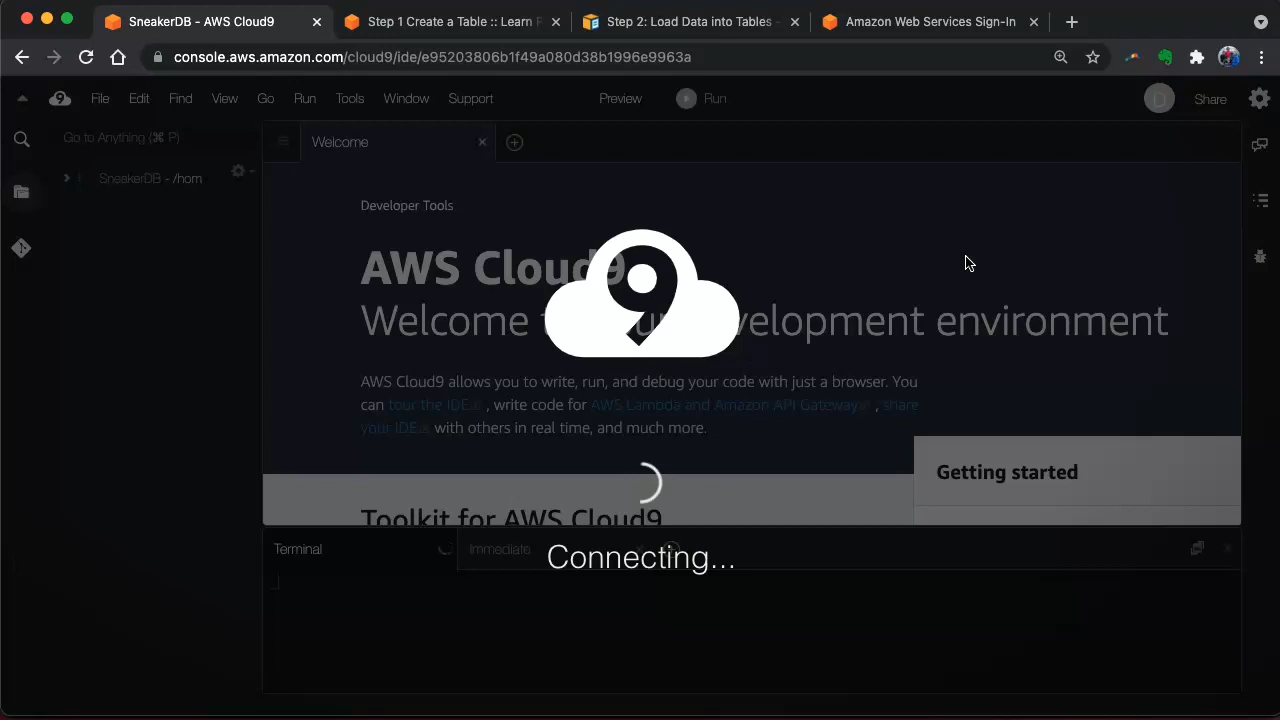 SneakerDB - AWS Cloud9
Step 1 Create a Table :: Learn
Step 2: Load Data into Tables -
Amazon Web Services Sign-In
console.aws.amazon.com/cloud9/ide/e95203806b1f49a080d38b1996e9963a
File Edit Find View Go Run Tools Window Support Preview Run D Share
Go to Anything (⌘ P)
Welcome
SneakerDB - /hom
Developer Tools
AWS Cloud9
Welcome development environment
AWS Cloud9 allows you to write, run, and debug your code with just a browser. You
can tour the IDE , write code for AWS Lambda and Amazon API Gateway , share
your IDE with others in real time, and much more.
Getting started
Toolkit for AWS Cloud9
Terminal
Immediate
Connecting...